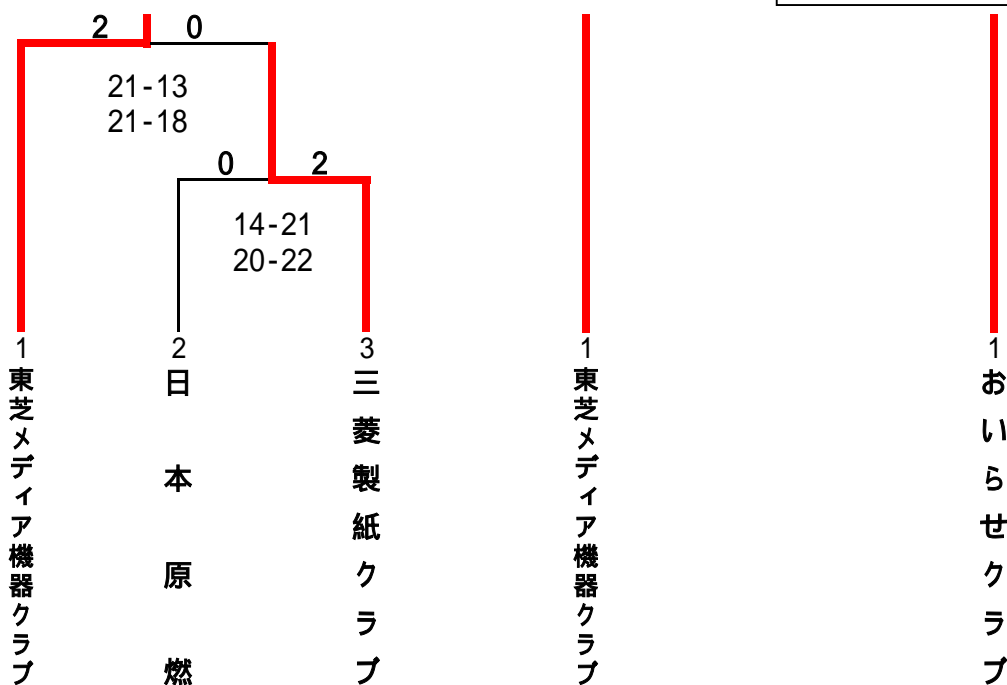 2 0
21-13
21-18
0 2
14-21
20-22
1
東芝メディア機器クラブ
2
日本原燃
3
三菱製紙クラブ
1
東芝メディア機器クラブ
1
おいらせクラブ